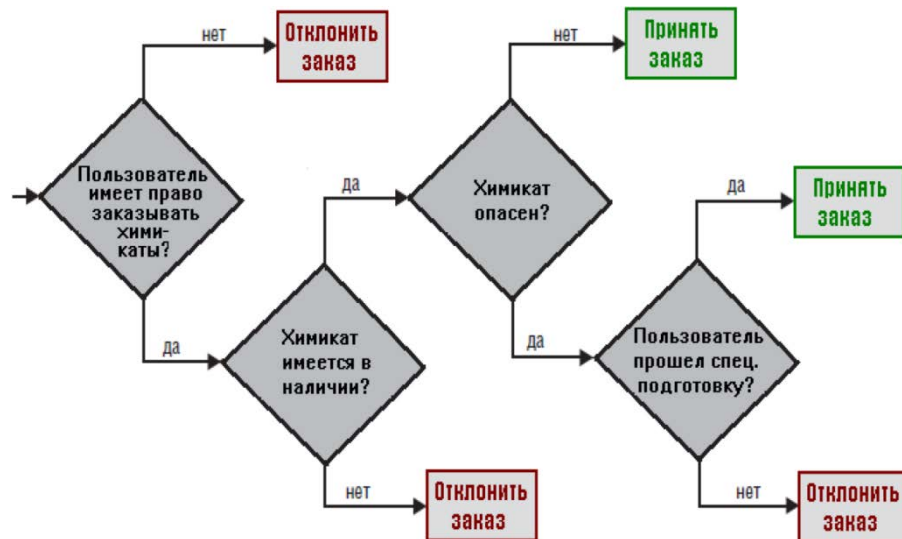 нет
Отклонить
заказ
нет
Принять
заказ
Пользователь
имеет право
заказывать
хими-
каты?
да
Химикат
опасен?
да
Принять
заказ
да
Химикат
имеется в
наличии?
да
Пользователь
прошел спец.
подготовку?
нет
Отклонить
заказ
нет
Отклонить
заказ